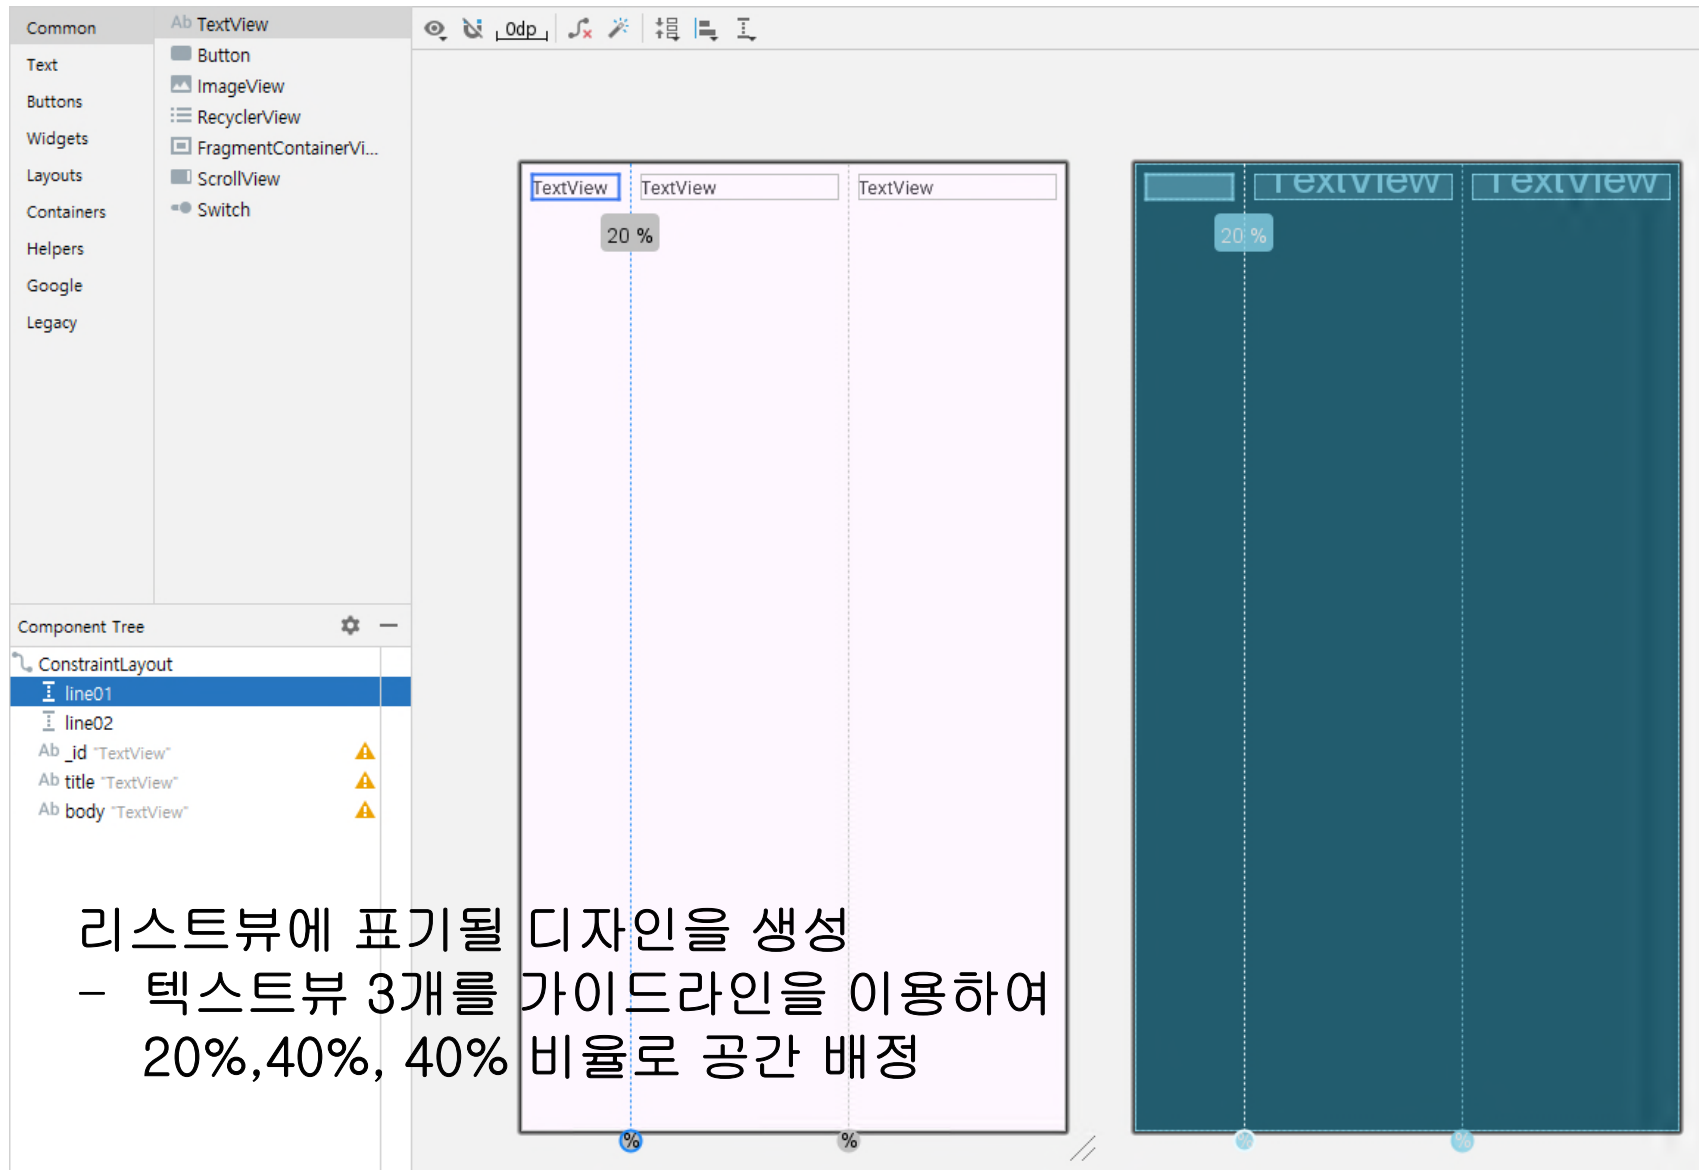 Common
Text
Buttons
Widgets
Layouts
Containers
Helpers
Google
Legacy
Ab TextView
Button
ImageView
RecyclerView
FragmentContainerVi...
ScrollView
Switch
0dp
TextView
TextView
TextView
20 %
%
%
TextView
TextView
20 %
%
%
Component Tree
ConstraintLayout
line01
line02
Ab _id "TextView"
Ab title "TextView"
Ab body "TextView"
리스트뷰에 표기될 디자인을 생성
- 텍스트뷰 3개를 가이드라인을 이용하여
20%,40%, 40% 비율로 공간 배정